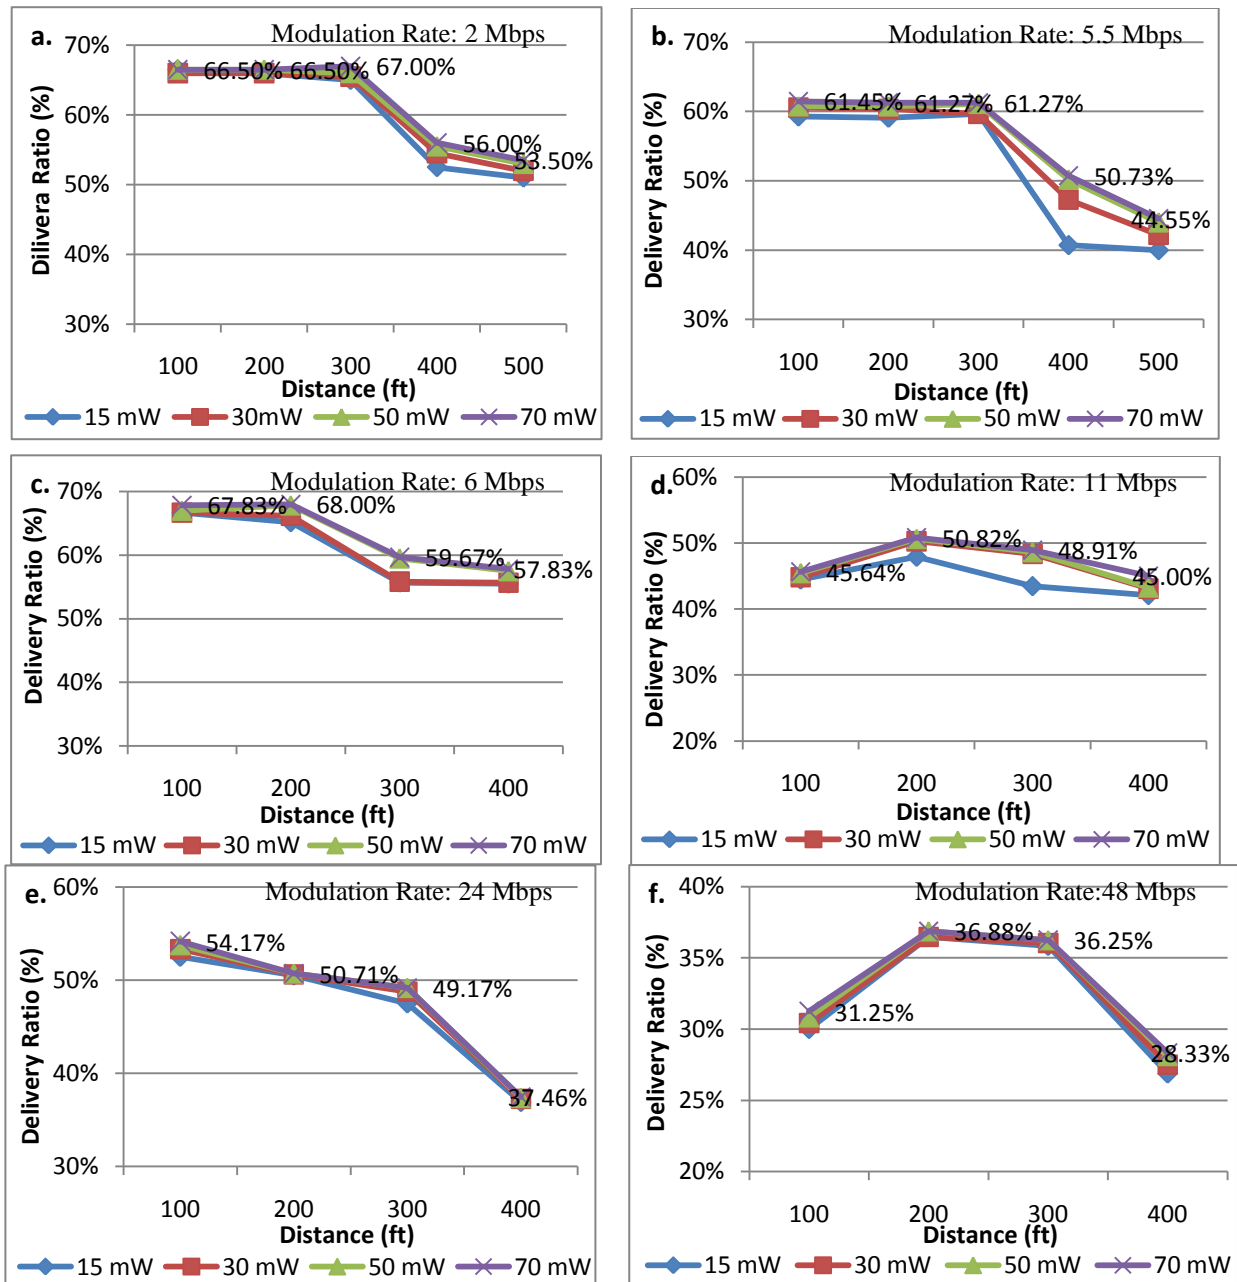 a.
Modulation Rate: 2 Mbps
Dilivera Ratio (%)
70%
60%
50%
40%
30%
66.50%
66.50%
67.00%
56.00%
53.50%
100 200 300 400 500
Distance (ft)
15 mW 30mW 50 mW 70 mW
b.
Modulation Rate: 5.5 Mbps
Delivery Ratio (%)
70%
60%
50%
40%
30%
61.45%
61.27%
61.27%
50.73%
44.55%
100 200 300 400 500
Distance (ft)
15 mW 30 mW 50 mW 70 mW
c.
Modulation Rate: 6 Mbps
Delivery Ratio (%)
70%
60%
50%
40%
30%
67.83%
68.00%
59.67%
57.83%
100 200 300 400
Distance (ft)
15 mW 30 mW 50 mW 70 mW
d.
Modulation Rate: 11 Mbps
Delivery Ratio (%)
60%
50%
40%
30%
20%
45.64%
50.82%
48.91%
45.00%
100 200 300 400
Distance (ft)
15 mW 30 mW 50 mW 70 mW
e.
Modulation Rate: 24 Mbps
Delivery Ratio (%)
60%
50%
40%
30%
54.17%
50.71%
49.17%
37.46%
100 200 300 400
Distance (ft)
15 mW 30 mW 50 mW 70 mW
f.
Modulation Rate:48 Mbps
Delivery Ratio (%)
40%
35%
30%
25%
20%
31.25%
36.88%
36.25%
28.33%
100 200 300 400
Distance (ft)
15 mW 30 mW 50 mW 70 mW